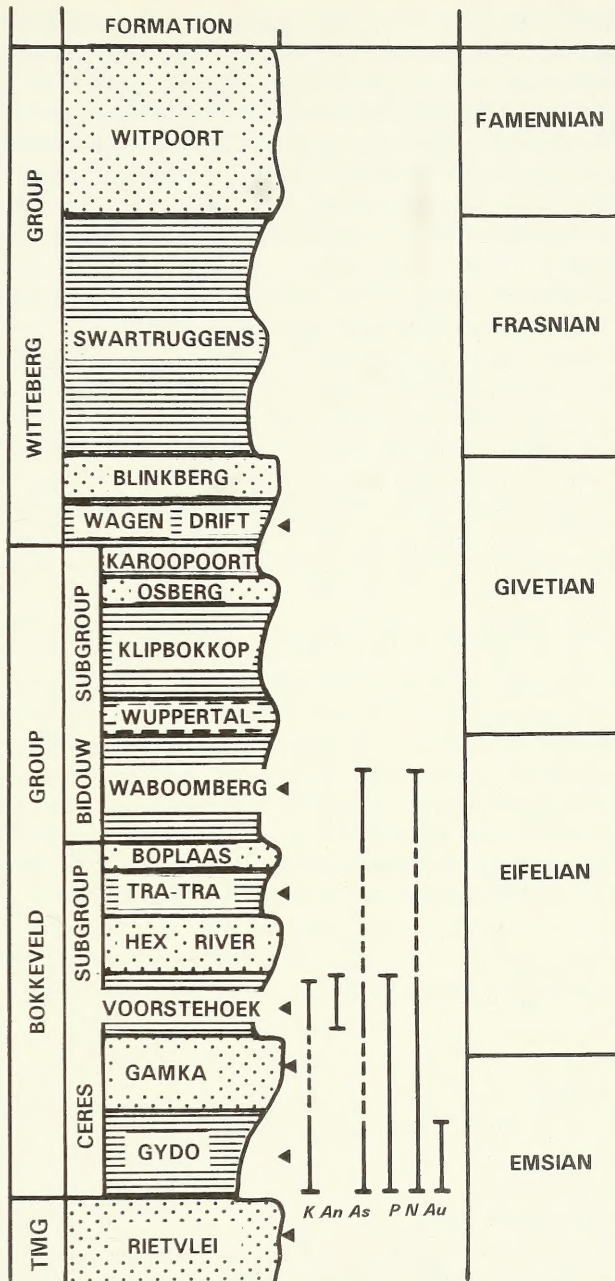 FORMATION
WITPOORT
FAMENNIAN
GROUP
SWARTRUGGENS
FRASNIAN
WITTEBERG
BLINKBERG
WAGEN DRIFT
KAROOPOORT
OSBERG
GIVETIAN
SUBGROUP
KLIPBOKKOP
WUPPERTAL
GROUP
BIDOUW
WABOOMBERG
BOPLAAS
EIFELIAN
TRA-TRA
SUBGROUP
HEX RIVER
BOKKEVELD
VOORSTEHOEK
GAMKA
CERES
GYDO
EMSIAN
K An As P N Au
TMG
RIETVLEI